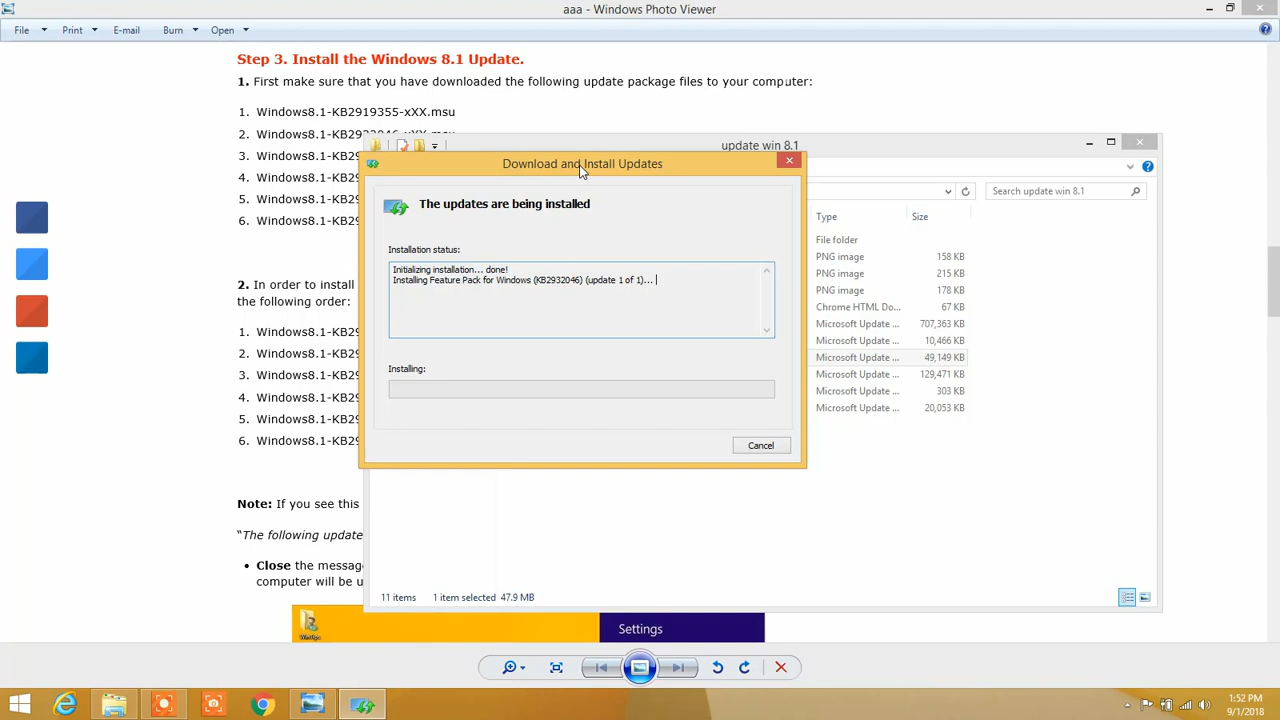 aaa - Windows Photo Viewer
File Print E-mail Burn Open
Step 3. Install the Windows 8.1 Update.
1. First make sure that you have downloaded the following update package files to your computer:
1. Windows8.1-KB2919355-xXX.msu
2.
3. Windows8.1-KB29
4. Windows8.1-KB29
5. Windows8.1-KB29
6. Windows8.1-KB29
2. In order to install
the following order:
1. Windows8.1-KB29
2. Windows8.1-KB29
3. Windows8.1-KB29
4. Windows8.1-KB29
5. Windows8.1-KB29
6. Windows8.1-KB29
Note: If you see this
"The following update
• Close the messag
computer will be u
update win 8.1
Search update win 8.1
Type Size
File folder
PNG image 158 KB
PNG image 215 KB
PNG image 178 KB
Chrome HTML Do... 67 KB
Microsoft Update ... 707,363 KB
Microsoft Update ... 10,466 KB
Microsoft Update ... 49,149 KB
Microsoft Update ... 129,471 KB
Microsoft Update ... 303 KB
Microsoft Update ... 20,053 KB
11 items 1 item selected 47.9 MB
Download and Install Updates
The updates are being installed
Installation status:
Initializing installation... done!
Installing Feature Pack for Windows (KB2932046) (update 1 of 1)...
Installing:
Cancel
Settings
1:52 PM
9/1/2018